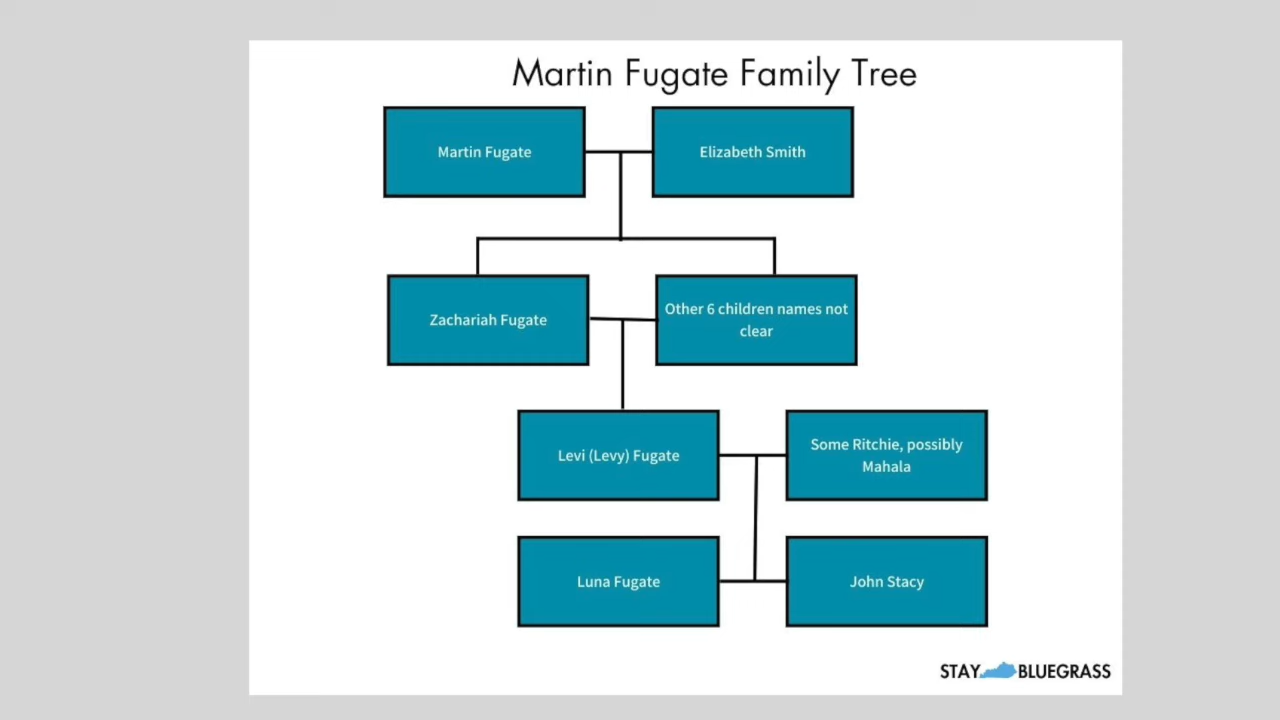 Martin Fugate Family Tree
Martin Fugate
Elizabeth Smith
Zachariah Fugate
Other 6 children names not
clear
Levi (Levy) Fugate
Some Ritchie, possibly
Mahala
Luna Fugate
John Stacy
STAY BLUEGRASS